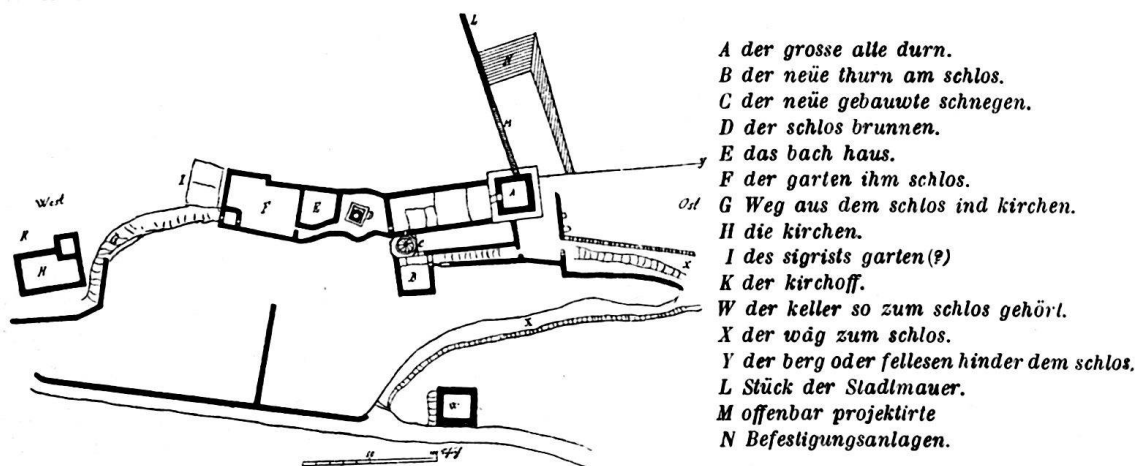 L
N
M
A
y
I
F
E
D
West
Ost
K
H
G
C
B
X
X
W
A der grosse alte durn.
B der neüe thurn am schlos.
C der neüe gebauwte schnegen.
D der schlos brunnen.
E das bach haus.
F der garten ihm schlos.
G Weg aus dem schlos ind kirchen.
H die kirchen.
I des sigrists garten(?)
K der kirchoff.
W der keller so zum schlos gehört.
X der wäg zum schlos.
Y der berg oder fellesen hinder dem schlos.
L Stück der Stadtmauer.
M offenbar projektirte
N Befestigungsanlagen.